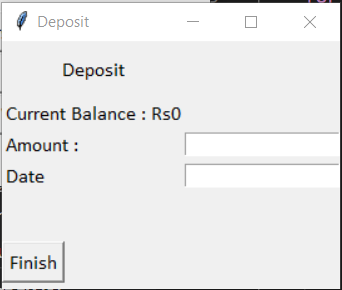 Deposit
Deposit
Current Balance : Rs0
Amount :
Date
Finish